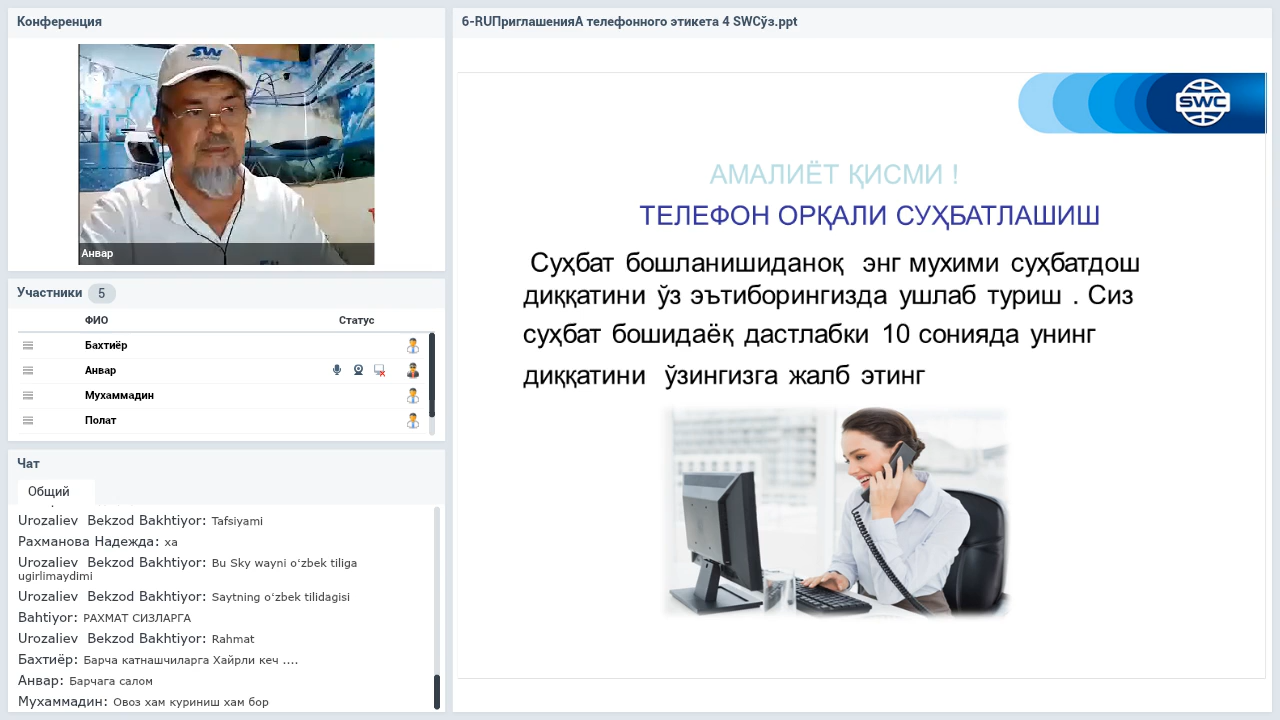 Конференция
SW
Анвар
Участники 5
ФИО Статус
Бахтиёр
Анвар
Мухаммадин
Полат
Чат
Общий
Urozaliev Bekzod Bakhtiyor: Tafsiyami
Рахманова Надежда: ха
Urozaliev Bekzod Bakhtiyor: Bu Sky wayni o'zbek tiliga
ugirlimaydimi
Urozaliev Bekzod Bakhtiyor: Saytning o'zbek tilidagisi
Bahtiyor: РАХМАТ СИЗЛАРГА
Urozaliev Bekzod Bakhtiyor: Rahmat
Бахтиёр: Барча катнашчиларга Хайрли кеч ....
Анвар: Барчага салом
Мухаммадин: Овоз хам куриниш хам бор
6-RUПриглашенияА телефонного этикета 4 SWCўз.ppt
SWC
АМАЛИЁТ ҚИСМИ !
ТЕЛЕФОН ОРҚАЛИ СУҲБАТЛАШИШ
Суҳбат бошланишиданоқ энг мухими суҳбатдош
диққатини ўз эътиборингизда ушлаб туриш . Сиз
суҳбат бошидаёқ дастлабки 10 сонияда унинг
диққатини ўзингизга жалб этинг